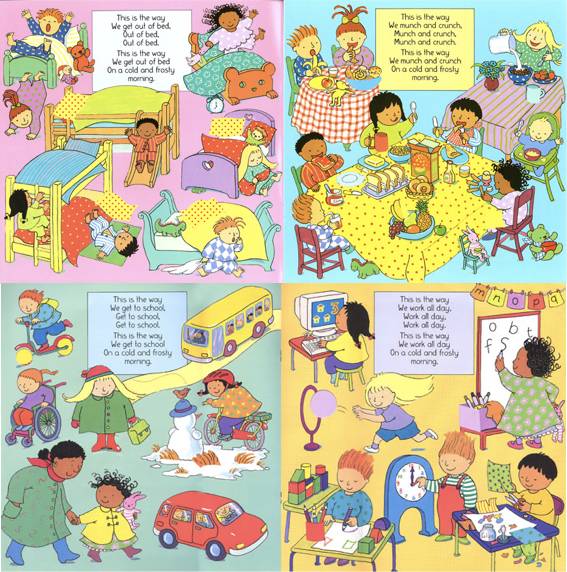 This is the way
We get out of bed,
Out of bed,
Out of bed.
This is the way
We get out of bed
On a cold and frosty
morning.
This is the way
We munch and crunch,
Munch and crunch,
Munch and crunch.
This is the way
We munch and crunch
On a cold and frosty
morning.
This is the way
We get to school,
Get to school,
Get to school.
This is the way
We get to school
On a cold and frosty
morning.
This is the way
We work all day,
Work all day,
Work all day.
This is the way
We work all day
On a cold and frosty
morning.
m n o p q
o b t
f s